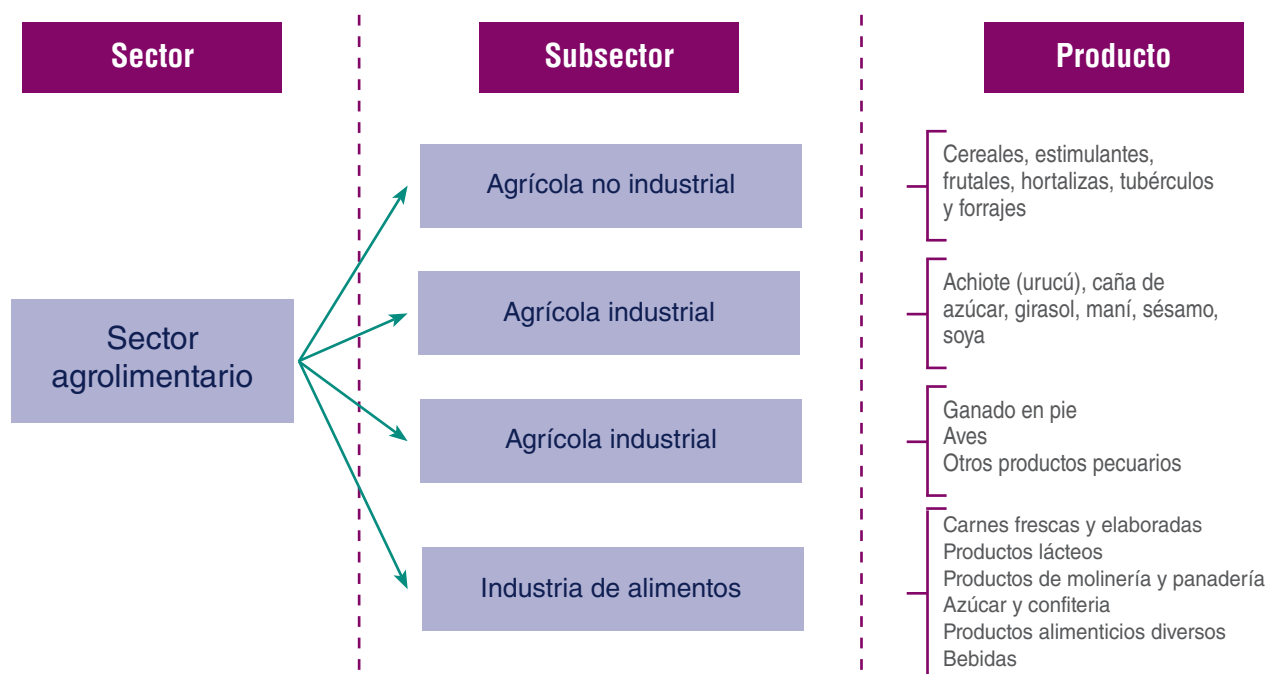 Sector
Subsector
Producto
Sector
agrolimentario
Agrícola no industrial
Cereales, estimulantes,
frutales, hortalizas, tubérculos
y forrajes
Agrícola industrial
Achiote (urucú), caña de
azúcar, girasol, maní, sésamo,
soya
Agrícola industrial
Ganado en pie
Aves
Otros productos pecuarios
Industria de alimentos
Carnes frescas y elaboradas
Productos lácteos
Productos de molinería y panadería
Azúcar y confiteria
Productos alimenticios diversos
Bebidas